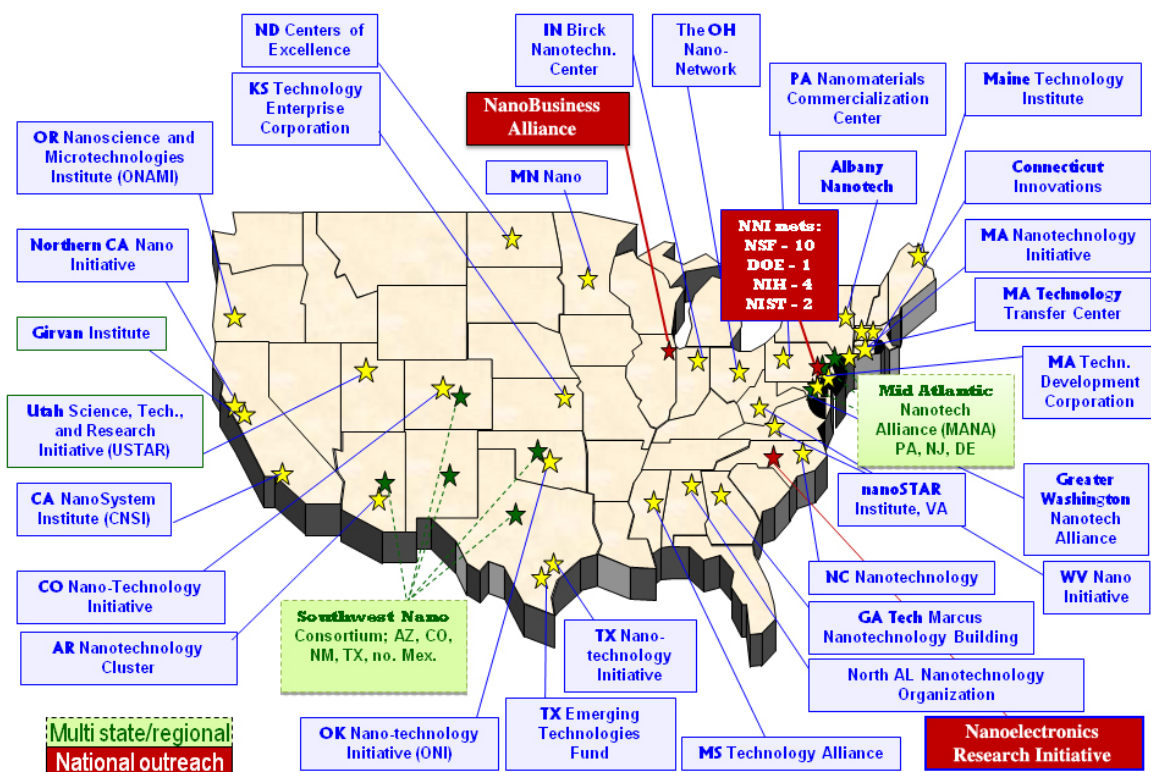 ND Centers of
Excellence
IN Birck
Nanotechn.
Center
The OH
Nano-
Network
PA Nanomaterials
Commercialization
Center
Maine Technology
Institute
KS Technology
Enterprise
Corporation
NanoBusiness
Alliance
OR Nanoscience and
Microtechnologies
Institute (ONAMI)
MN Nano
Albany
Nanotech
Connecticut
Innovations
NNI nets:
NSF - 10
DOE - 1
NIH - 4
NIST - 2
Northern CA Nano
Initiative
MA Nanotechnology
Initiative
MA Technology
Transfer Center
Girvan Institute
MA Techn.
Development
Corporation
Mid Atlantic
Nanotech
Alliance (MANA)
PA, NJ, DE
Utah Science, Tech.,
and Research
Initiative (USTAR)
CA NanoSystem
Institute (CNSI)
nanoSTAR
Institute, VA
Greater
Washington
Nanotech
Alliance
CO Nano-Technology
Initiative
NC Nanotechnology
WV Nano
Initiative
Southwest Nano
Consortium; AZ, CO,
NM, TX, no. Mex.
TX Nano-
technology
Initiative
GA Tech Marcus
Nanotechnology Building
AR Nanotechnology
Cluster
North AL Nanotechnology
Organization
Multi state/regional
National outreach
OK Nano-technology
Initiative (ONI)
TX Emerging
Technologies
Fund
MS Technology Alliance
Nanoelectronics
Research Initiative